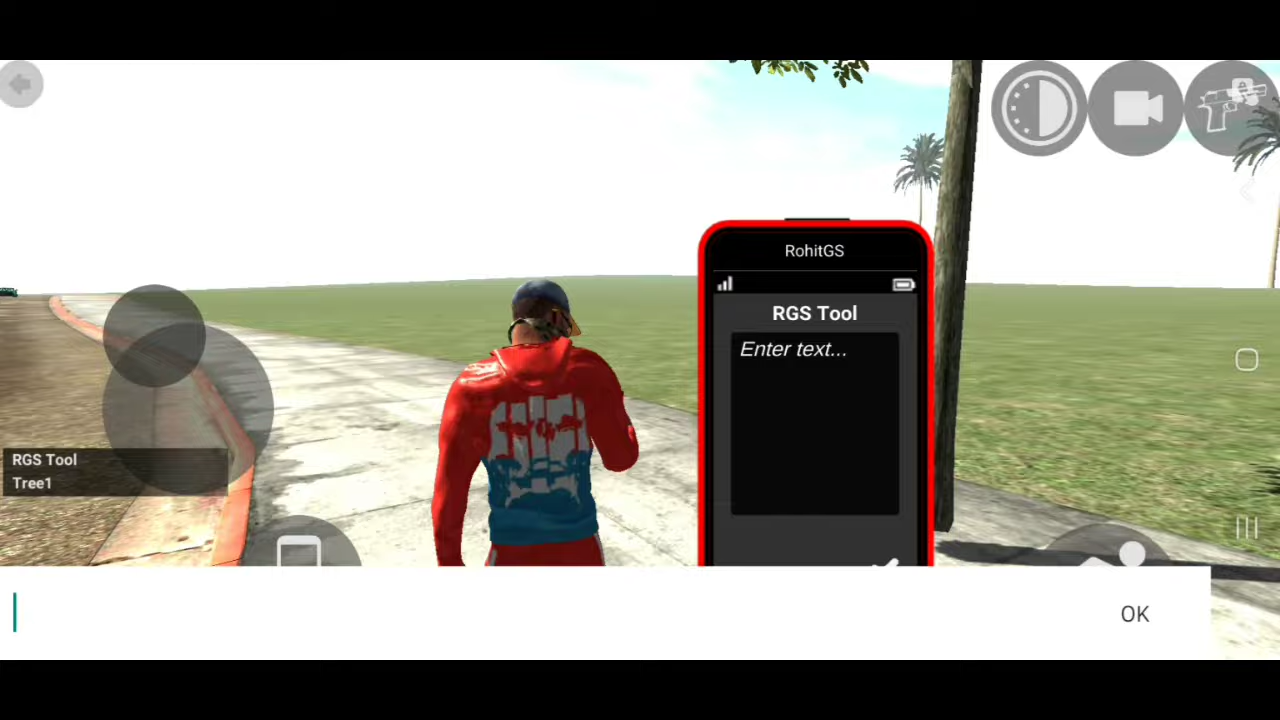 RohitGS
RGS Tool
Enter text...
RGS Tool
Tree1
OK